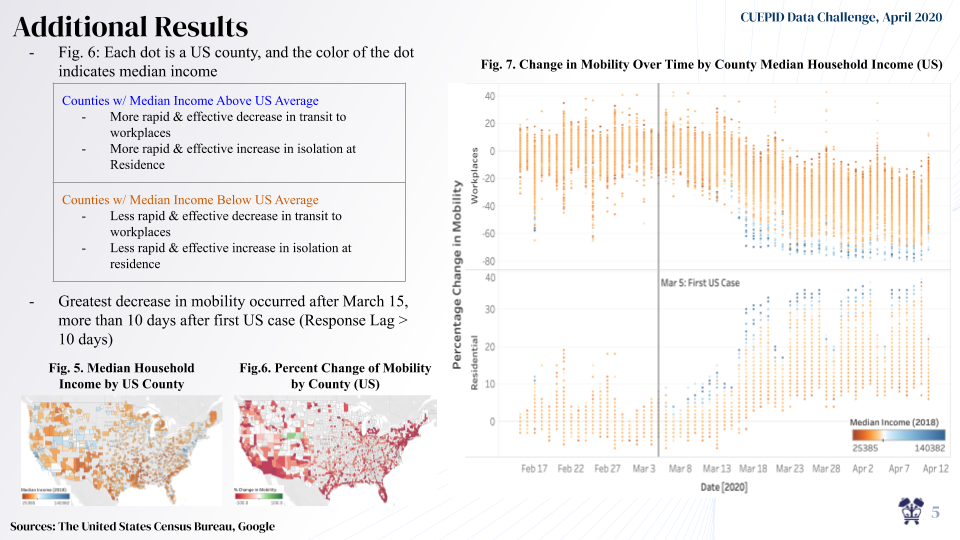 Additional Results
CUEPID Data Challenge, April 2020
- Fig. 6: Each dot is a US county, and the color of the dot
indicates median income
Counties w/ Median Income Above US Average
- More rapid & effective decrease in transit to
workplaces
- More rapid & effective increase in isolation at
Residence
Counties w/ Median Income Below US Average
- Less rapid & effective decrease in transit to
workplaces
- Less rapid & effective increase in isolation at
residence
- Greatest decrease in mobility occurred after March 15,
more than 10 days after first US case (Response Lag >
10 days)
Fig. 5. Median Household
Income by US County
Median Income (2018)
25385 140382
Fig.6. Percent Change of Mobility
by County (US)
% Change in Mobility
-100.0 100.0
Fig. 7. Change in Mobility Over Time by County Median Household Income (US)
Percentage Change in Mobility
Workplaces
40
20
0
-20
-40
-60
-80
Residential
40
30
20
10
0
Mar 5: First US Case
Median Income (2018)
25385 140382
Feb 17 Feb 22 Feb 27 Mar 3 Mar 8 Mar 13 Mar 18 Mar 23 Mar 28 Apr 2 Apr 7 Apr 12
Date [2020]
Sources: The United States Census Bureau, Google
5